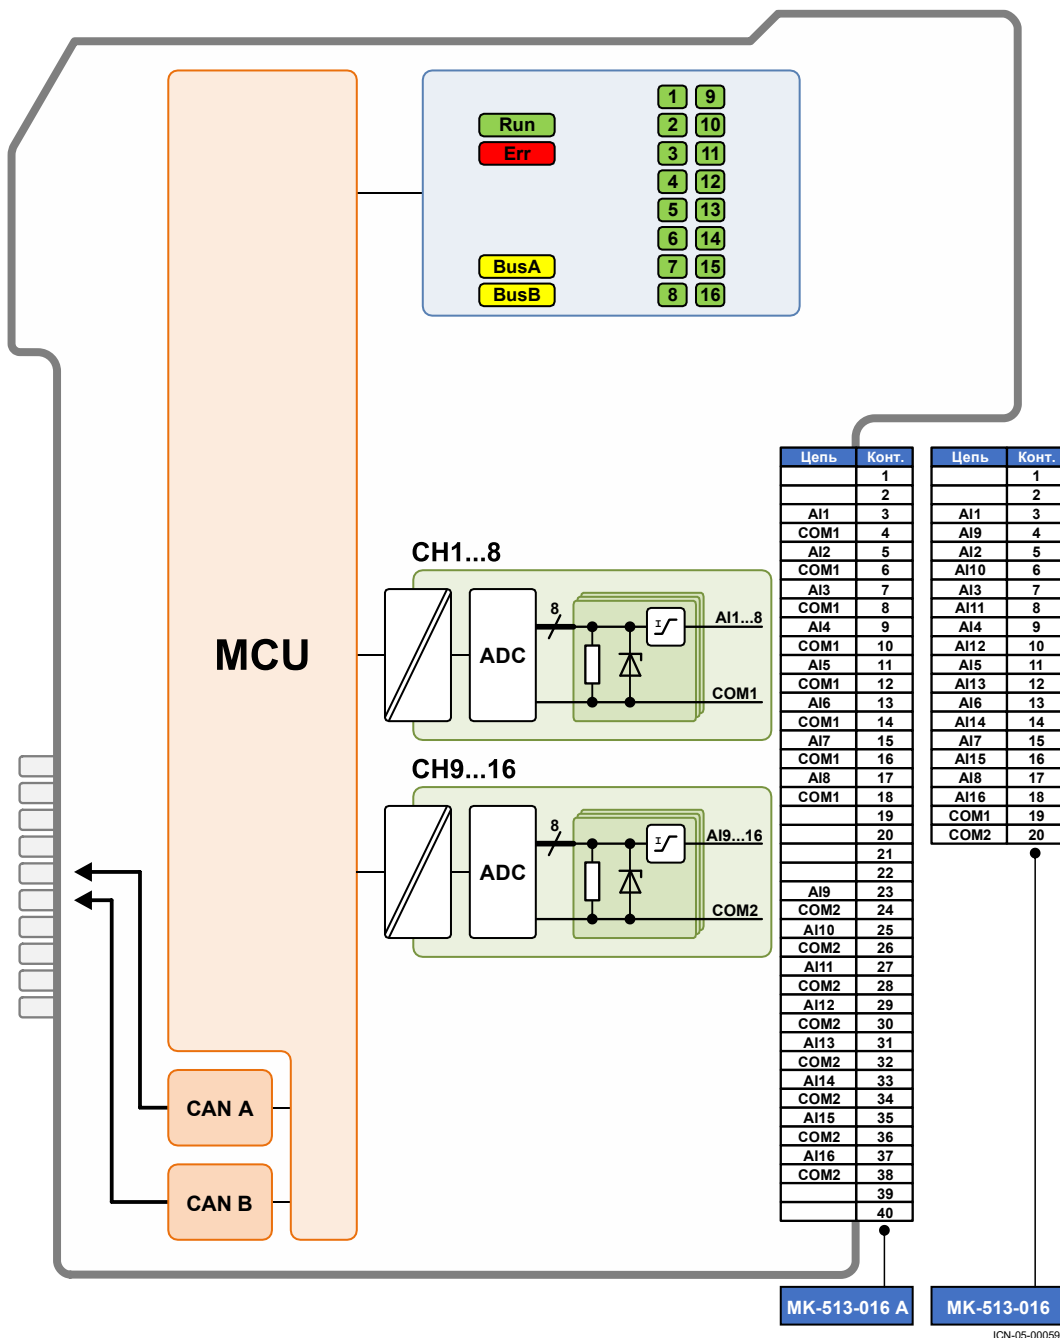 1 9
Run 2 10
Err 3 11
4 12
5 13
6 14
BusA 7 15
BusB 8 16
MCU
CH1...8
ADC
8
I
AI1...8
COM1
CH9...16
ADC
8
I
AI9...16
COM2
CAN A
CAN B
Цепь Конт.
1
2
AI1 3
COM1 4
AI2 5
COM1 6
AI3 7
COM1 8
AI4 9
COM1 10
AI5 11
COM1 12
AI6 13
COM1 14
AI7 15
COM1 16
AI8 17
COM1 18
19
20
21
22
AI9 23
COM2 24
AI10 25
COM2 26
AI11 27
COM2 28
AI12 29
COM2 30
AI13 31
COM2 32
AI14 33
COM2 34
AI15 35
COM2 36
AI16 37
COM2 38
39
40
МК-513-016 А
Цепь Конт.
1
2
AI1 3
AI9 4
AI2 5
AI10 6
AI3 7
AI11 8
AI4 9
AI12 10
AI5 11
AI13 12
AI6 13
AI14 14
AI7 15
AI15 16
AI8 17
AI16 18
COM1 19
COM2 20
МК-513-016
ICN-05-00059